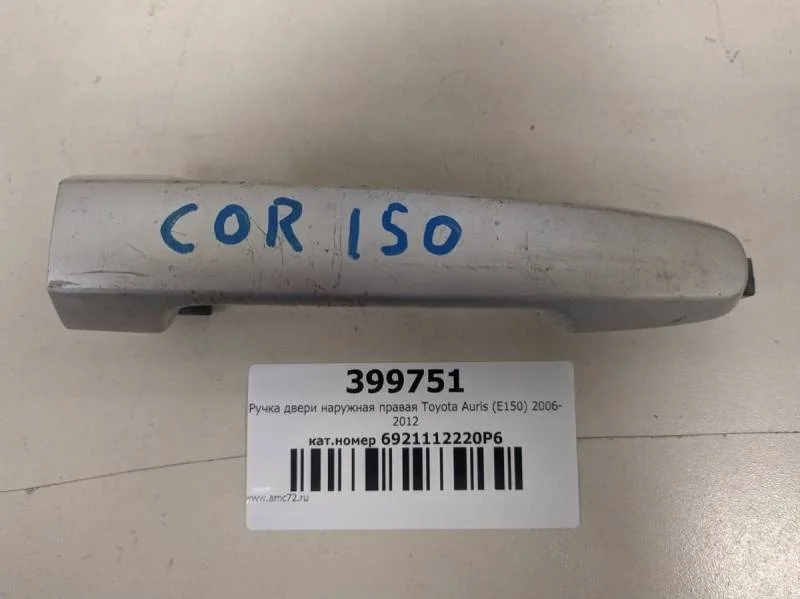 COR 150
399751
Ручка двери наружная правая Toyota Auris (E150) 2006-
2012
кат.номер 6921112220P6
www.amc72.ru